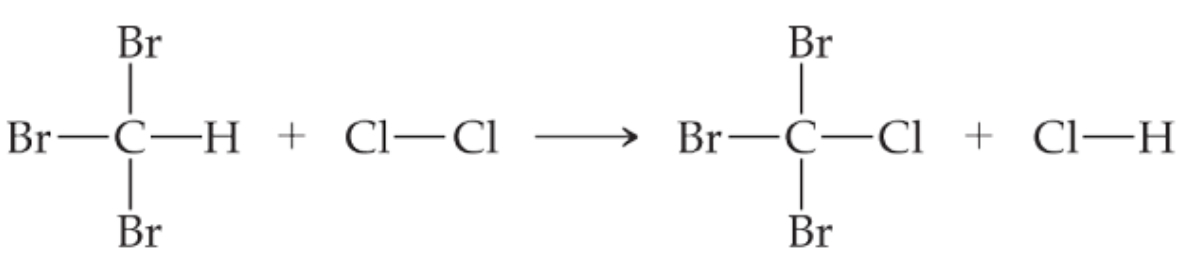 Br Br
Br—C—H + Cl—Cl ⟶ Br—C—Cl + Cl—H
Br Br